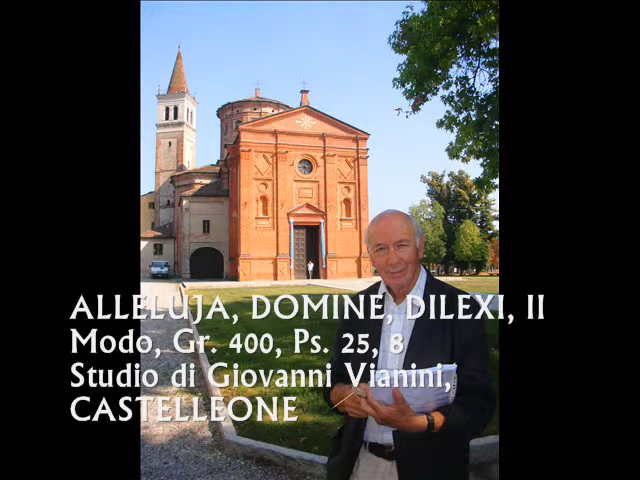 ALLELUJA, DOMINE, DILEXI, II
Modo, Gr. 400, Ps. 25, 8
Studio di Giovanni Vianini,
CASTELLEONE